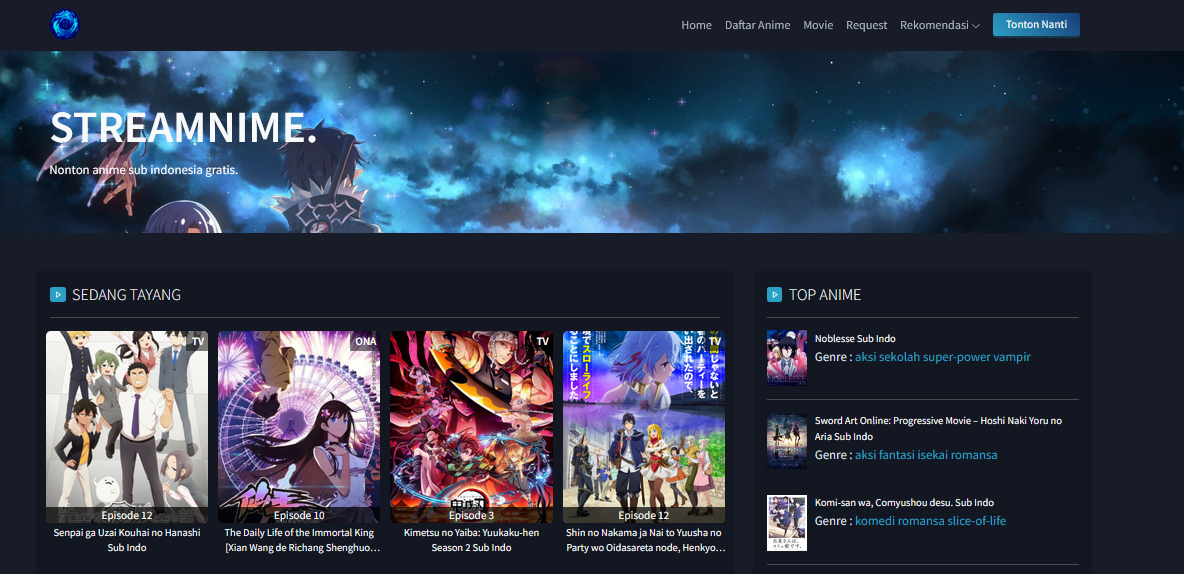 Home Daftar Anime Movie Request Rekomendasi Tonton Nanti
STREAMNIME.
Nonton anime sub indonesia gratis.
SEDANG TAYANG
TV
ONA
TV
TV
Episode 12
Episode 10
Episode 3
Episode 12
Senpai ga Uzai Kouhai no Hanashi
Sub Indo
The Daily Life of the Immortal King
[Xian Wang de Richang Shenghuo...
Kimetsu no Yaiba: Yuukaku-hen
Season 2 Sub Indo
Shin no Nakama ja Nai to Yuusha no
Party wo Oidasareta node, Henkyo...
TOP ANIME
NOBLESSE
Noblesse Sub Indo
Genre : aksi sekolah super-power vampir
Sword Art Online: Progressive Movie – Hoshi Naki Yoru no
Aria Sub Indo
Genre : aksi fantasi isekai romansa
Komi-san wa, Comyushou desu. Sub Indo
Genre : komedi romansa slice-of-life